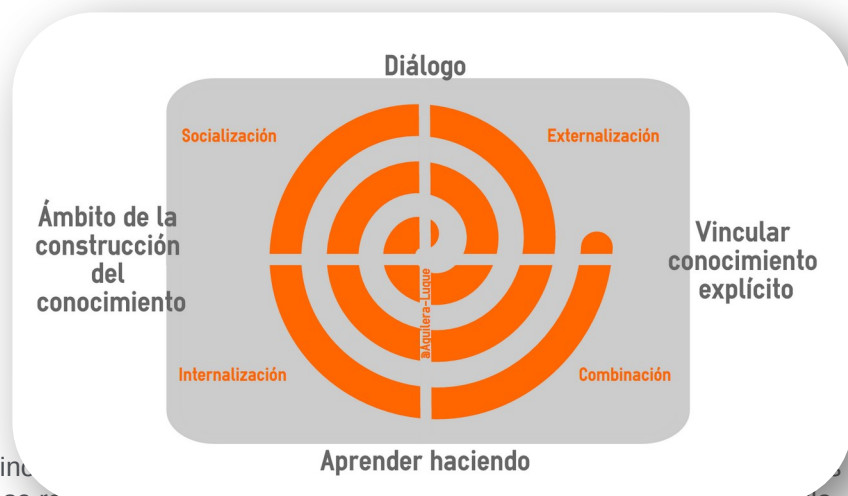 Diálogo
Socialización
Externalización
Ámbito de la
construcción
del
conocimiento
Vincular
conocimiento
explícito
@Aguilera-Luque
Internalización
Combinación
Aprender haciendo